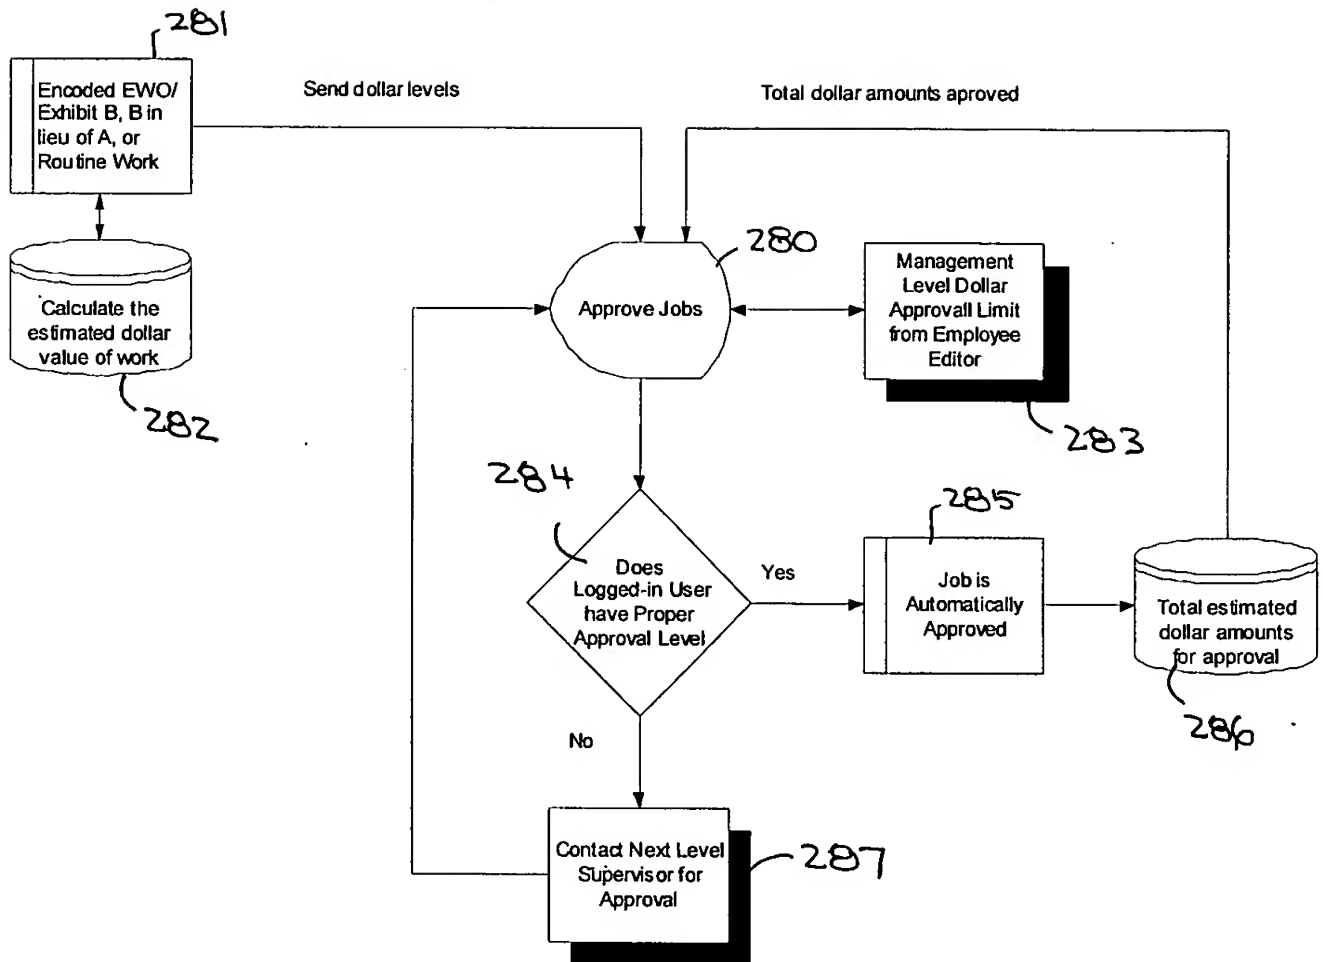 281
Encoded EWO/
Exhibit B, B in
lieu of A, or
Routine Work
Send dollar levels
Total dollar amounts aproved
280
Approve Jobs
Management
Level Dollar
Approvall Limit
from Employee
Editor
Calculate the
estimated dollar
value of work
282
283
284
Does
Logged-in User
have Proper
Approval Level
Yes
285
Job is
Automatically
Approved
Total estimated
dollar amounts
for approval
286
No
Contact Next Level
Supervisor for
Approval
287